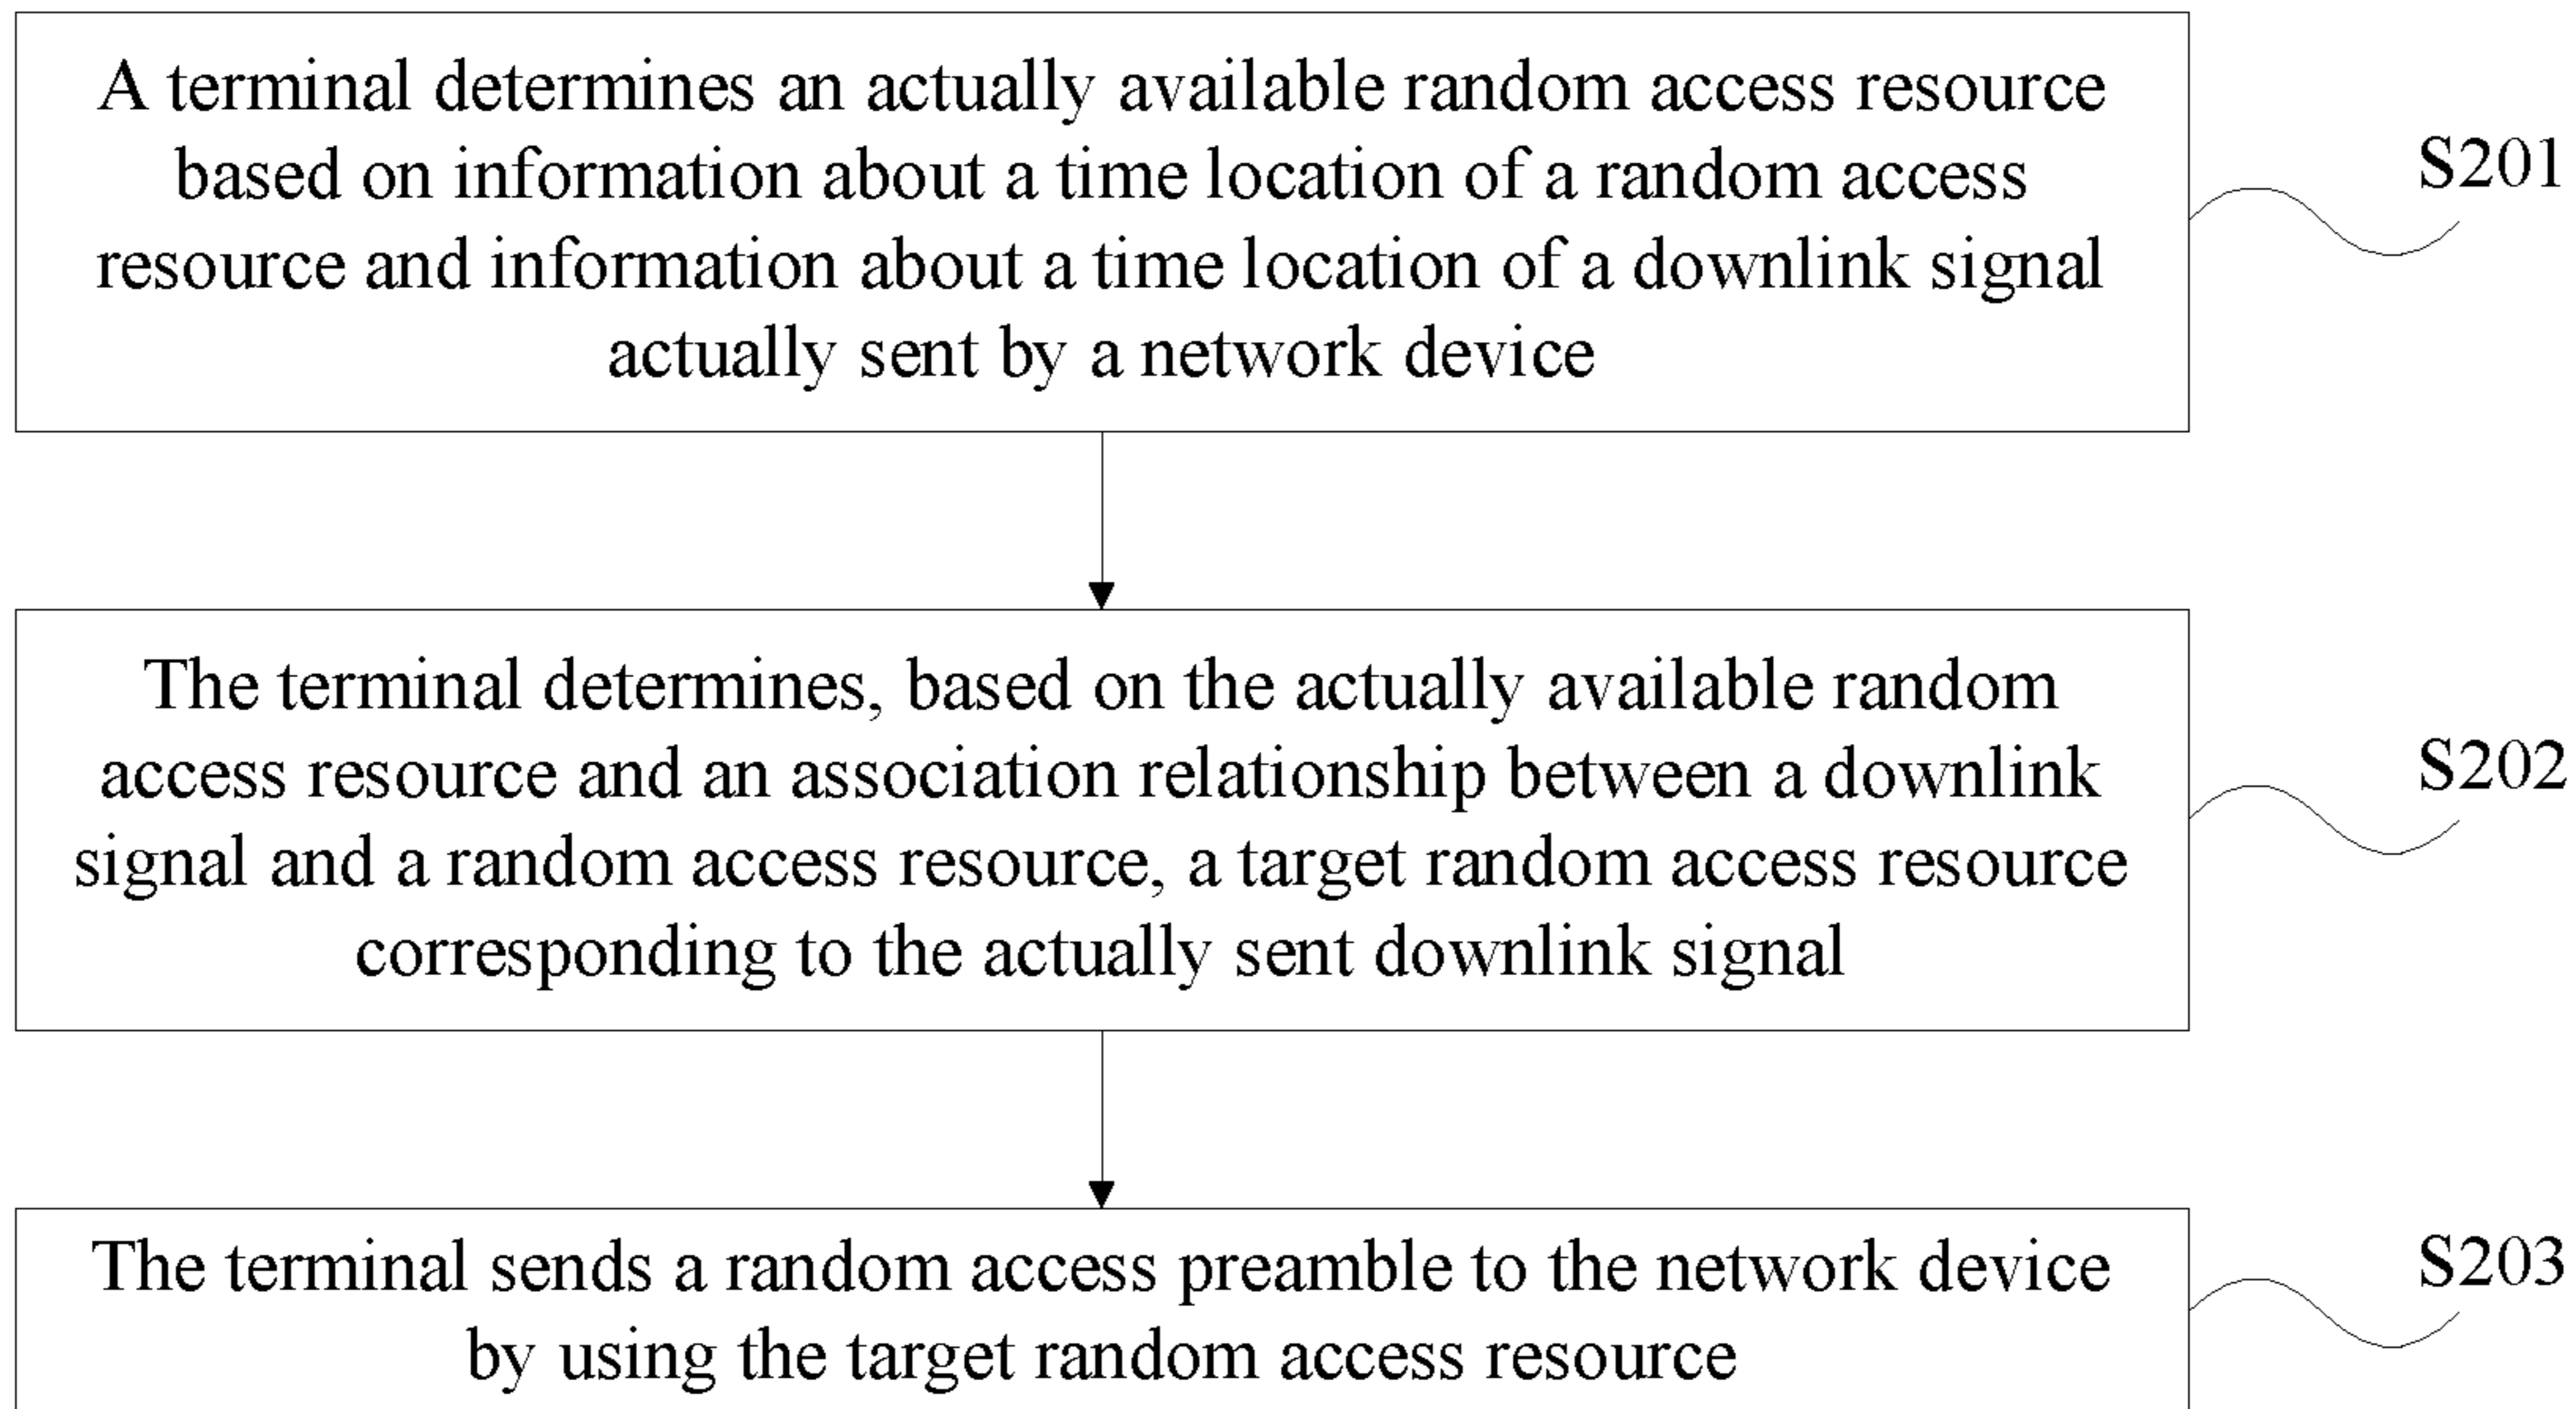 A terminal determines an actually available random access resource
based on information about a time location of a random access
resource and information about a time location of a downlink signal
actually sent by a network device
S201
The terminal determines, based on the actually available random
access resource and an association relationship between a downlink
signal and a random access resource, a target random access resource
corresponding to the actually sent downlink signal
S202
The terminal sends a random access preamble to the network device
by using the target random access resource
S203